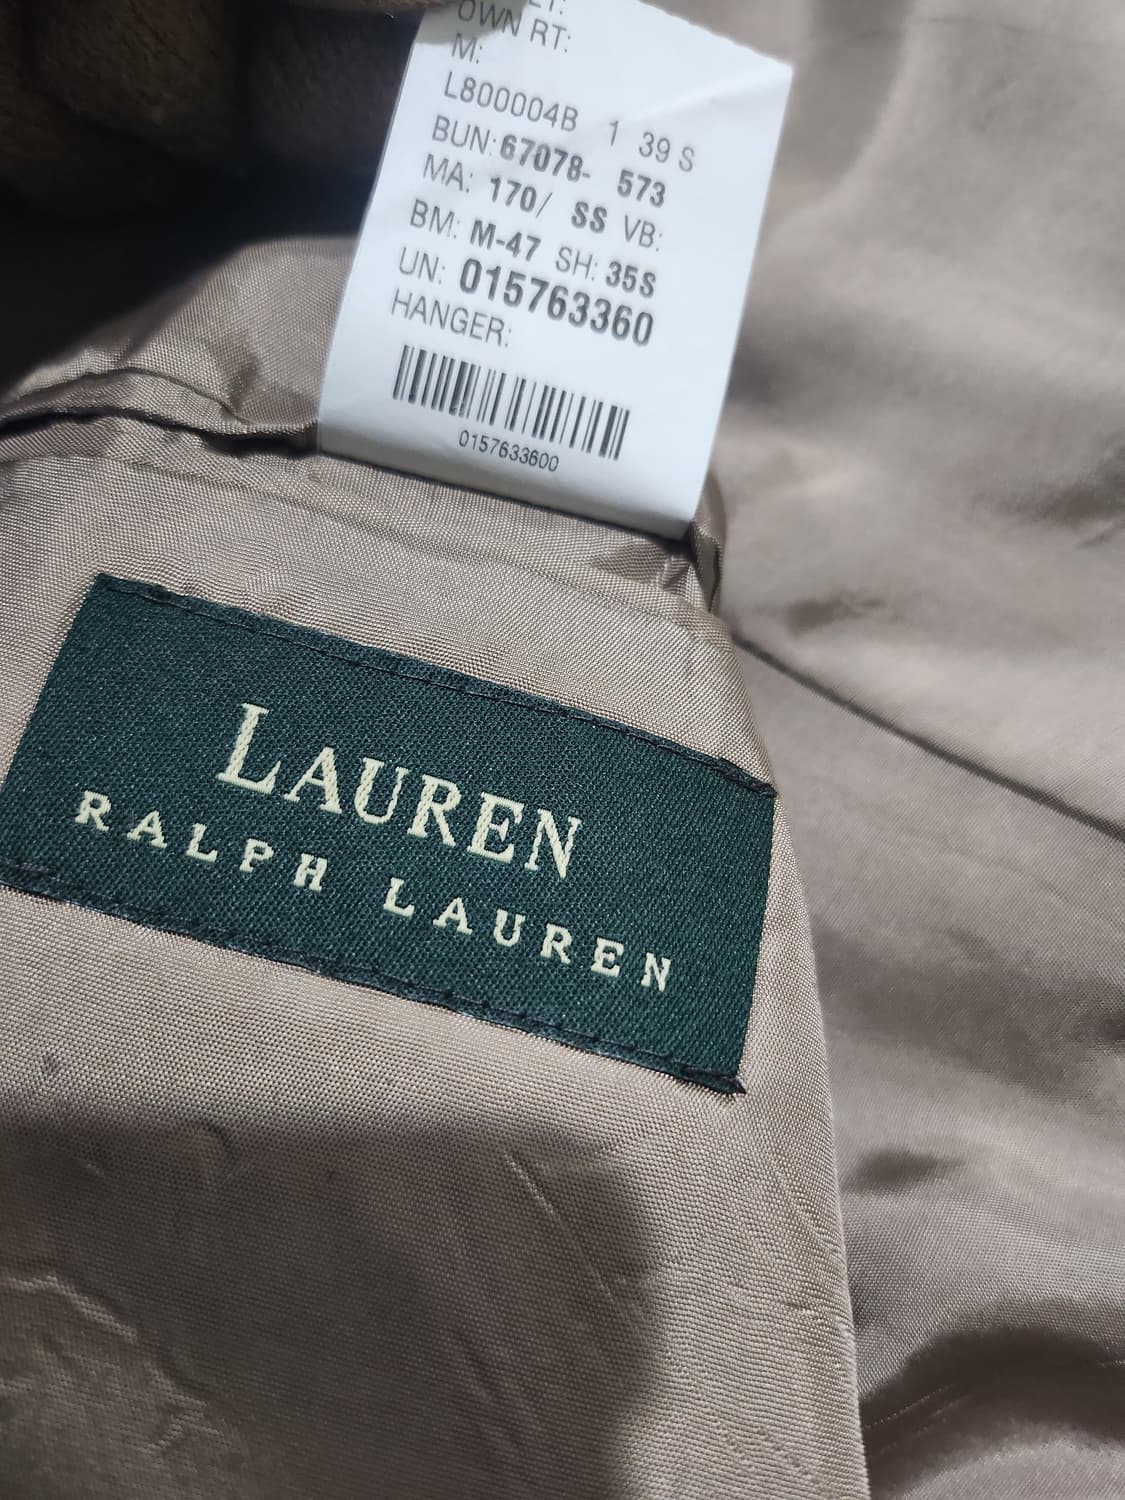 OWN RT:
M:
L800004B 1 39 S
BUN: 67078- 573
MA: 170/ SS VB:
BM: M-47 SH: 35S
UN: 015763360
HANGER:
0157633600
LAUREN
RALPH LAUREN